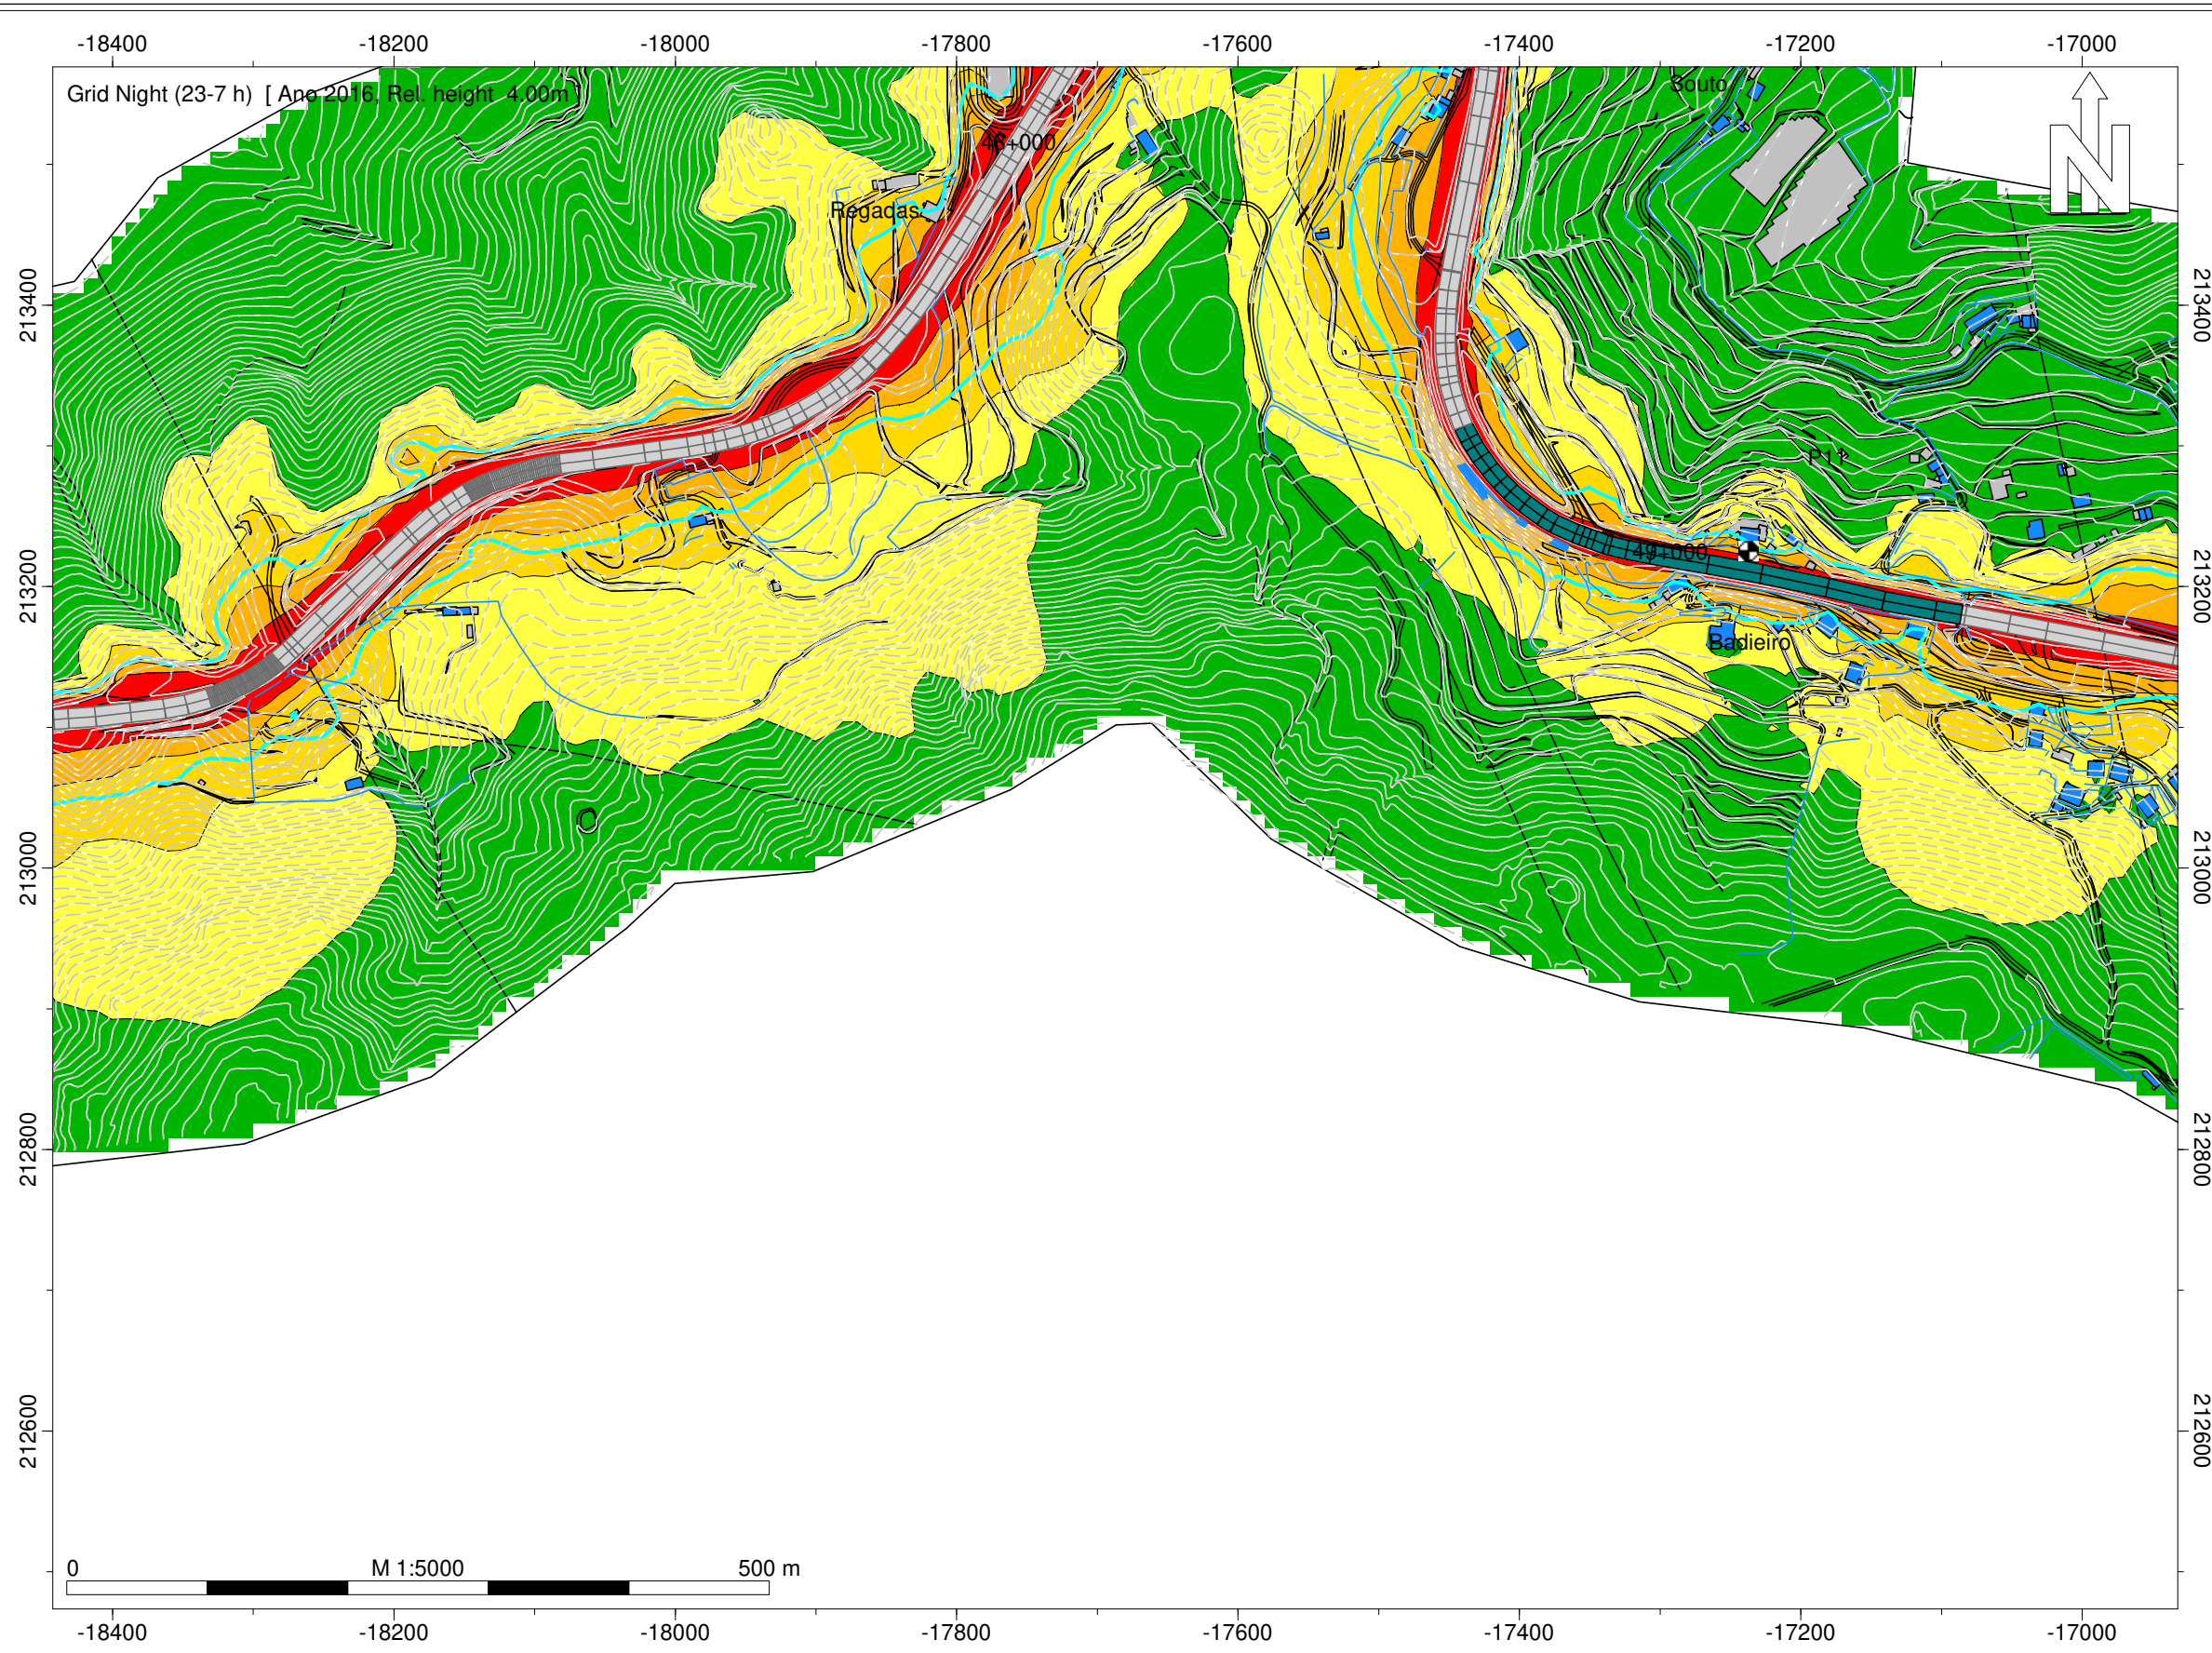 -18400 -18200 -18000 -17800 -17600 -17400 -17200 -17000
Grid Night (23-7 h) [ Ano 2016, Rel. height 4.00m
Souto
N
48+000
Regadas
213400 213400
P11
49+000
213200 213200
Badieiro
213000 213000
212800 212800
212600 212600
0 M 1:5000 500 m
-18400 -18200 -18000 -17800 -17600 -17400 -17200 -17000